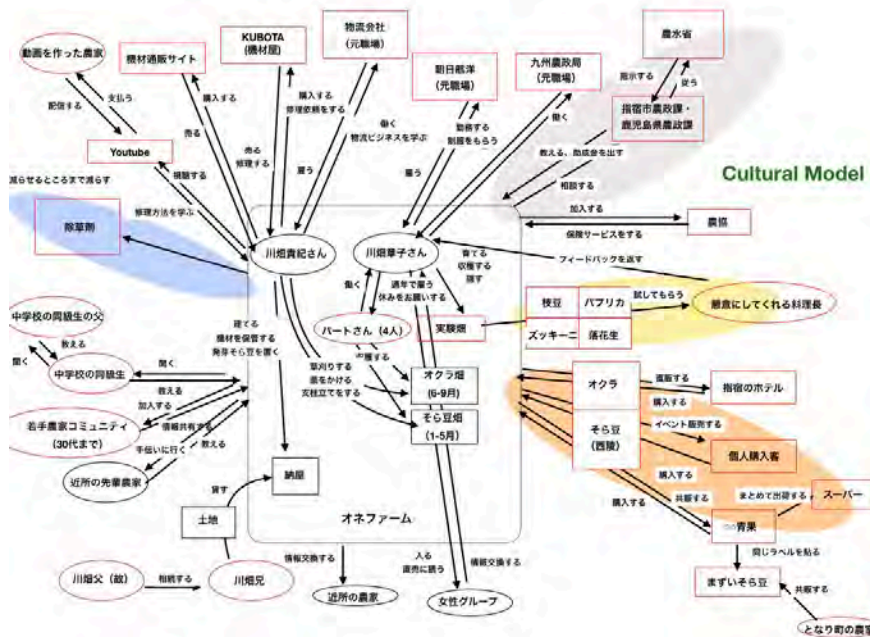 動画を作った農家
機材通販サイト
KUBOTA
(機材屋)
物流会社
(元職場)
朝日航洋
(元職場)
九州農政局
(元職場)
農水省
指示する
従う
指宿市農政課・
鹿児島県農政課
支払う
配信する
購入する
売る
購入する
修理依頼をする
売る
修理する
働く
物流ビジネスを学ぶ
雇う
勤務する
制服をもらう
雇う
働く
教える、助成金を出す
相談する
Cultural Model
Youtube
視聴する
修理方法を学ぶ
減らせるところまで減らす
除草剤
川畑貴紀さん
川畑章子さん
加入する
保険サービスをする
農協
フィードバックを返す
育てる
収穫する
働く
通年で雇う
休みをお願いする
パートさん（4人）
実験畑
枝豆
パプリカ
ズッキーニ
落花生
試してもらう
懇意にしてくれる料理長
中学校の同級生の父
教える
聞く
中学校の同級生
聞く
教える
加入する
情報共有する
若手農家コミュニティ
(30代まで)
手伝いに行く
教える
近所の先輩農家
建てる
機材を保管する
発芽そら豆を置く
草刈りする
薬をかける
支柱立てをする
収穫する
オクラ畑
(6-9月)
そら豆畑
(1-5月)
オクラ
そら豆
(西陵)
直販する
購入する
指宿のホテル
イベント販売する
購入する
個人購入客
共販する
購入する
まとめて出荷する
スーパー
○○青果
同じラベルを貼る
まずいそら豆
共販する
となり町の農家
納屋
貸す
土地
オネファーム
川畑父（故）
相続する
川畑兄
情報交換する
近所の農家
入る
直売に誘う
情報交換する
女性グループ